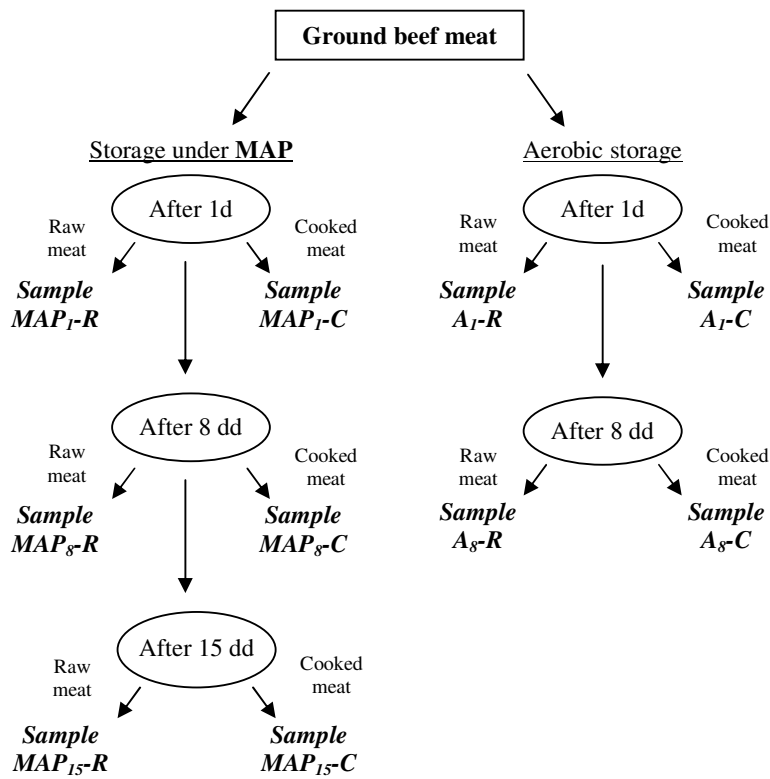 Ground beef meat
Storage under MAP
Aerobic storage
After 1d
Raw
meat
Cooked
meat
Sample
MAP₁-R
Sample
MAP₁-C
After 1d
Raw
meat
Cooked
meat
Sample
A₁-R
Sample
A₁-C
After 8 dd
Raw
meat
Cooked
meat
Sample
MAP₈-R
Sample
MAP₈-C
After 8 dd
Raw
meat
Cooked
meat
Sample
A₈-R
Sample
A₈-C
After 15 dd
Raw
meat
Cooked
meat
Sample
MAP₁₅-R
Sample
MAP₁₅-C